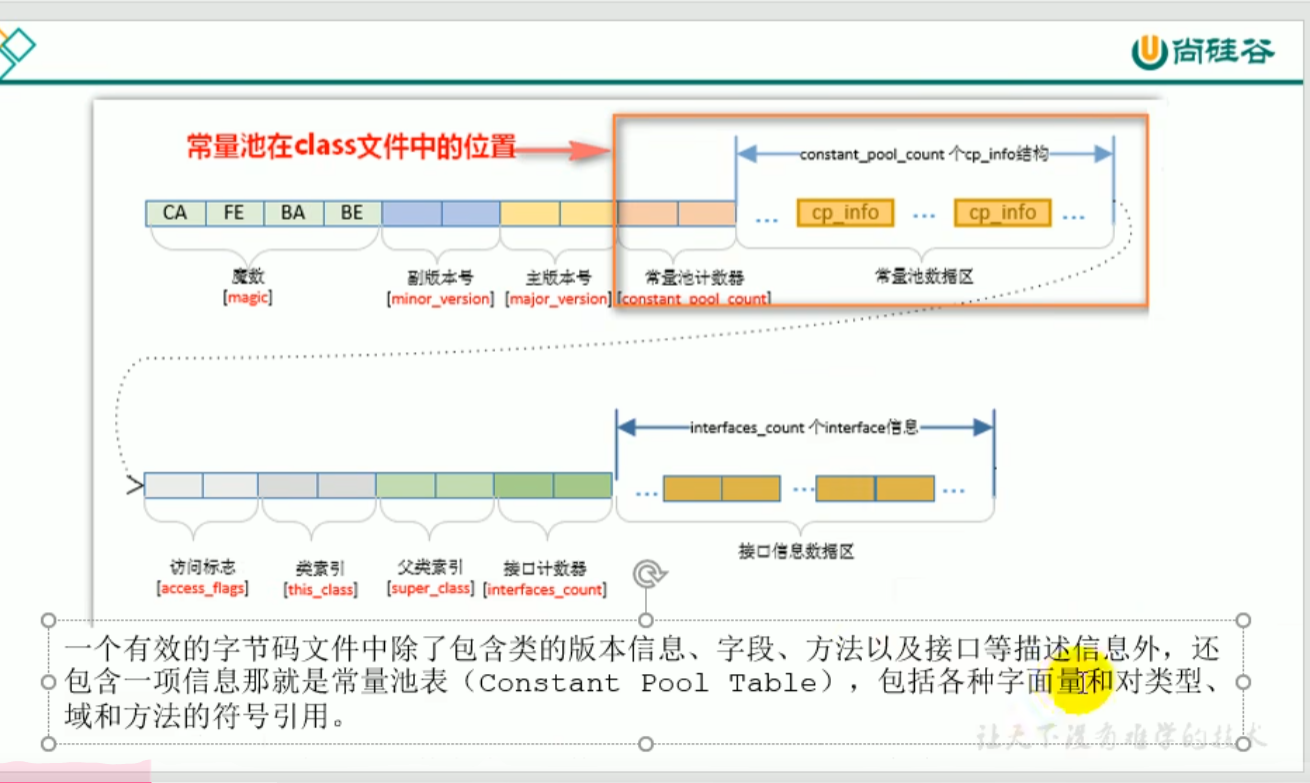 尚硅谷
常量池在class文件中的位置
constant_pool_count 个cp_info结构
CA FE BA BE
... cp_info ... cp_info ...
魔数 副版本号 主版本号 常量池计数器 常量池数据区
[magic] [minor_version] [major_version] [constant_pool_count]
interfaces_count 个interface信息
... ... ...
接口信息数据区
访问标志 类索引 父类索引 接口计数器
[access_flags] [this_class] [super_class] [interfaces_count]
一个有效的字节码文件中除了包含类的版本信息、字段、方法以及接口等描述信息外，还
包含一项信息那就是常量池表（Constant Pool Table），包括各种字面量和对类型、
域和方法的符号引用。
让天下没有难学的技术